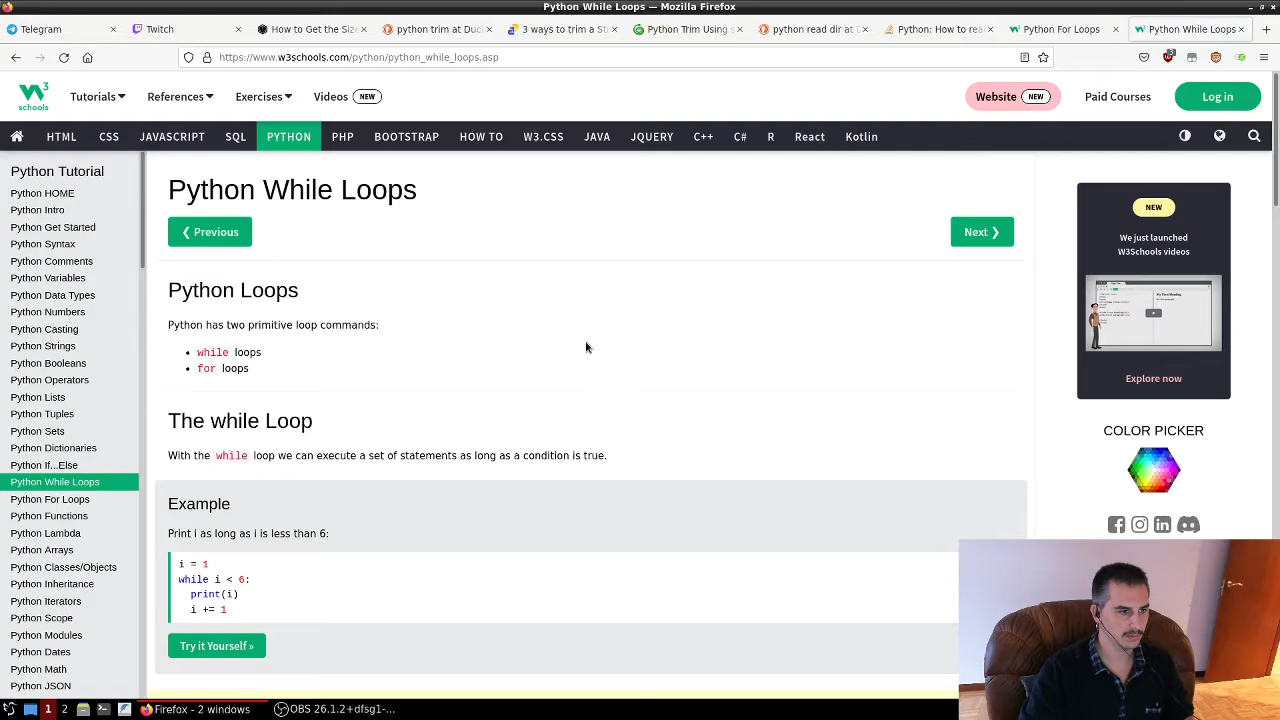 Python While Loops — Mozilla Firefox
Telegram
Twitch
How to Get the Size
python trim at Duck
3 ways to trim a St
Python Trim Using s
python read dir at D
Python: How to rea
Python For Loops
Python While Loops
https://www.w3schools.com/python/python_while_loops.asp
3
w3 schools
Tutorials
References
Exercises
Videos
NEW
Website
NEW
Paid Courses
Log in
HTML
CSS
JAVASCRIPT
SQL
PYTHON
PHP
BOOTSTRAP
HOW TO
W3.CSS
JAVA
JQUERY
C++
C#
R
React
Kotlin
Python Tutorial
Python HOME
Python Intro
Python Get Started
Python Syntax
Python Comments
Python Variables
Python Data Types
Python Numbers
Python Casting
Python Strings
Python Booleans
Python Operators
Python Lists
Python Tuples
Python Sets
Python Dictionaries
Python If...Else
Python While Loops
Python For Loops
Python Functions
Python Lambda
Python Arrays
Python Classes/Objects
Python Inheritance
Python Iterators
Python Scope
Python Modules
Python Dates
Python Math
Python JSON
Python While Loops
❮ Previous
Next ❯
Python Loops
Python has two primitive loop commands:
• while loops
• for loops
The while Loop
With the while loop we can execute a set of statements as long as a condition is true.
Example
Print i as long as i is less than 6:
i = 1
while i < 6:
print(i)
i += 1
Try it Yourself »
NEW
We just launched
W3Schools videos
Explore now
COLOR PICKER
1
2
Firefox - 2 windows
OBS 26.1.2+dfsg1-...